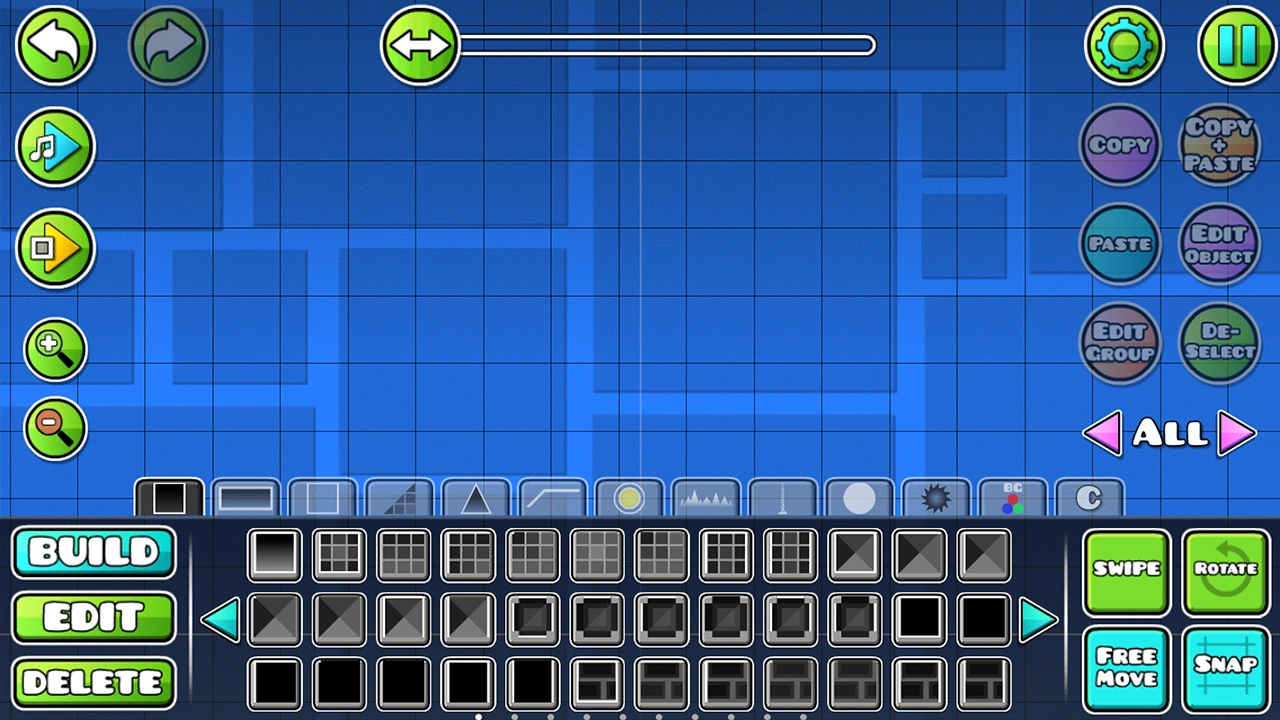 COPY
COPY
+
PASTE
PASTE
EDIT
OBJECT
EDIT
GROUP
DE-
SELECT
ALL
BG
C
BUILD
EDIT
DELETE
SWIPE
ROTATE
FREE
MOVE
SNAP